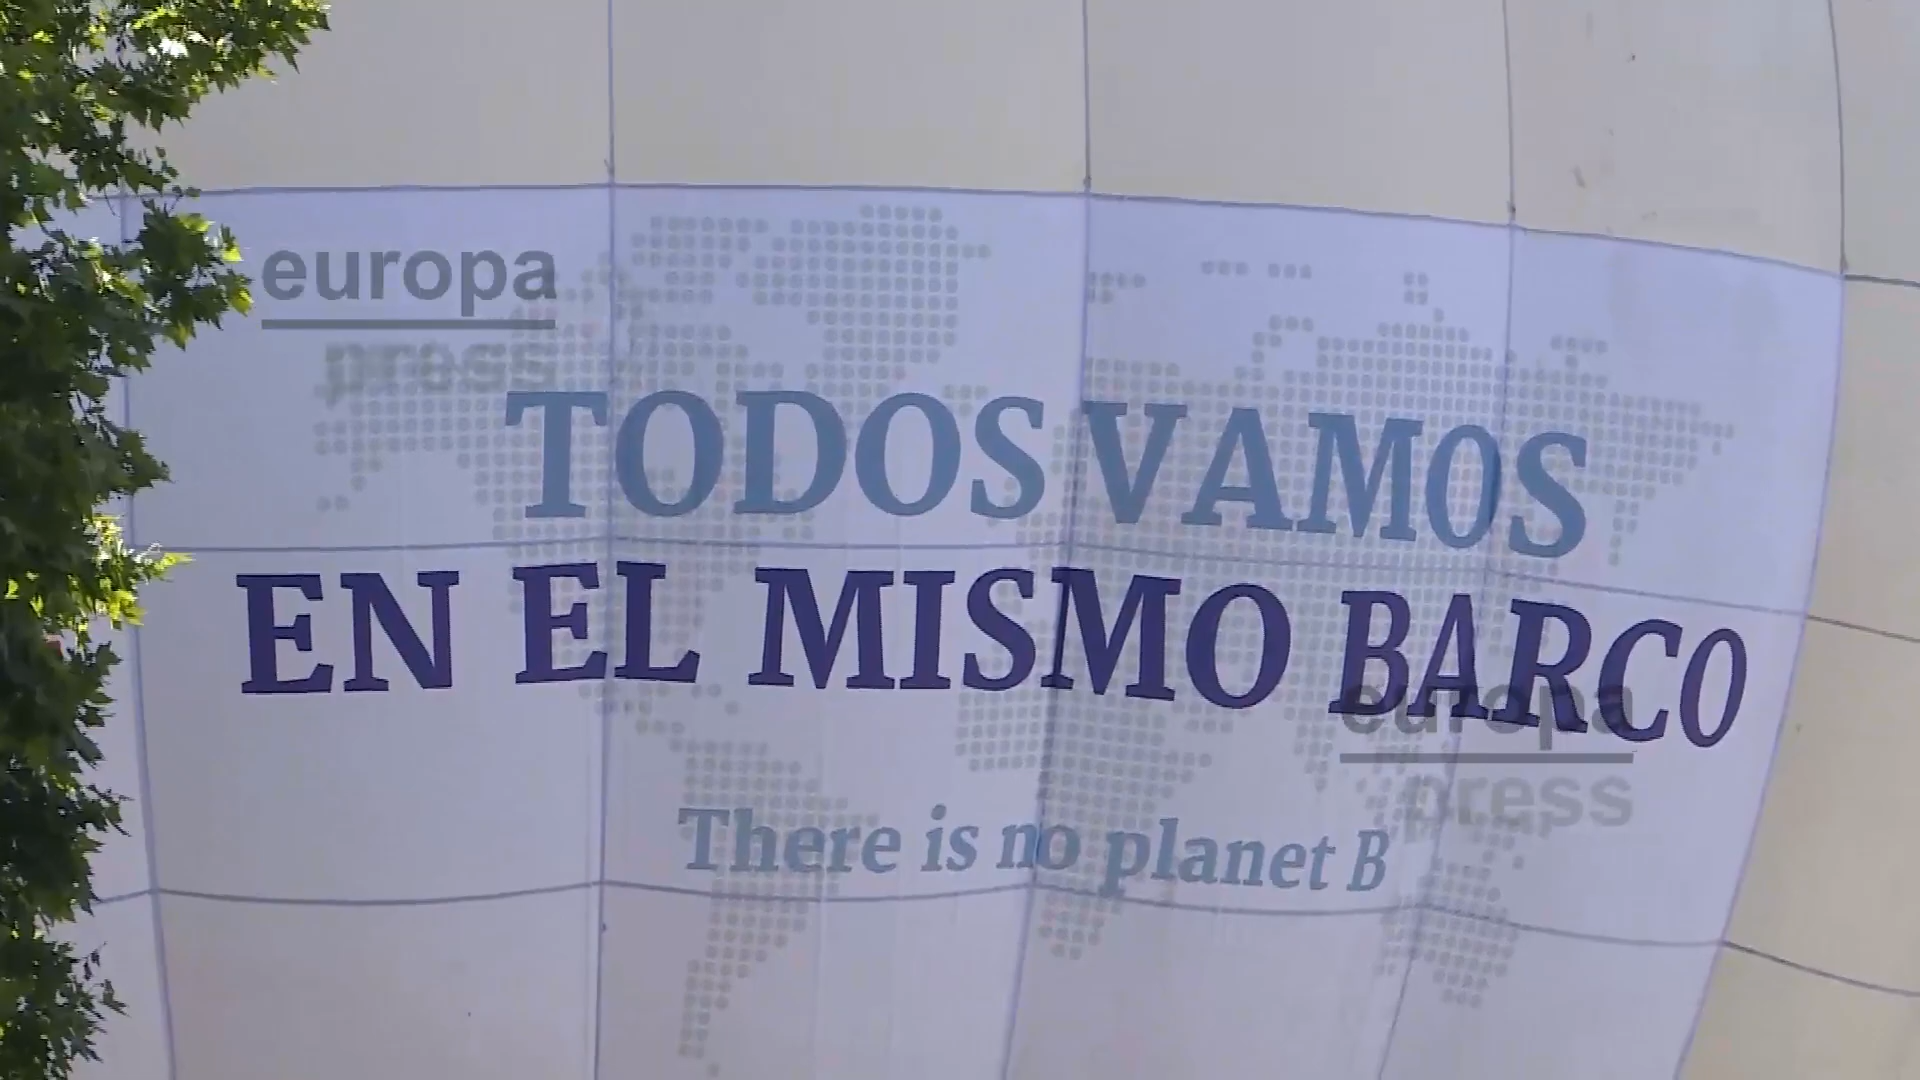 europa
press
TODOS VAMOS
EN EL MISMO BARCO
europa
press
There is no planet B